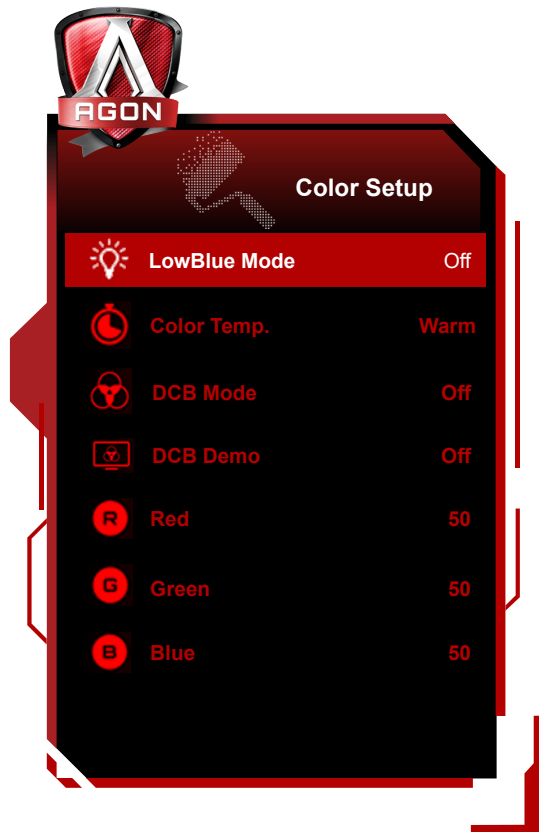 AGON
Color Setup
LowBlue Mode Off
Color Temp. Warm
DCB Mode Off
DCB Demo Off
R Red 50
G Green 50
B Blue 50